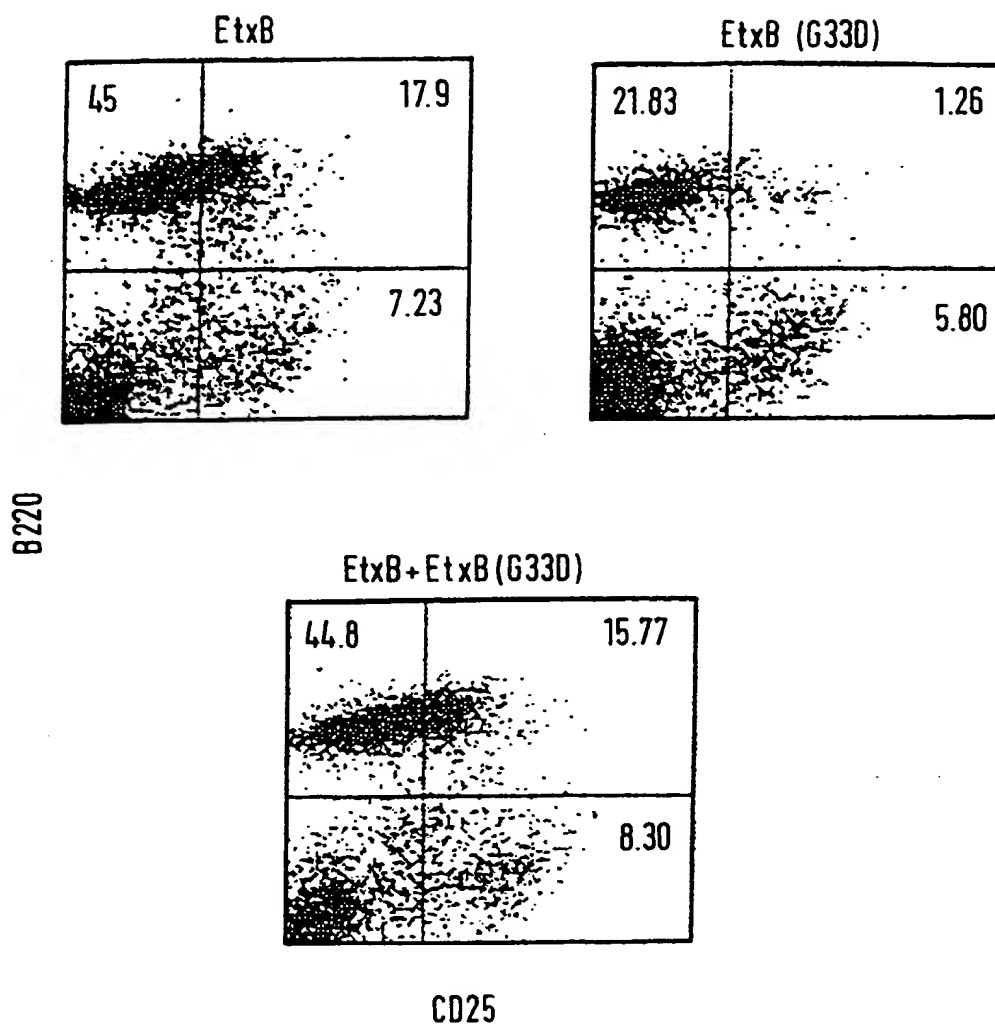 EtxB
45
17.9
7.23
EtxB (G33D)
21.83
1.26
5.80
B220
EtxB+EtxB(G33D)
44.8
15.77
8.30
CD25